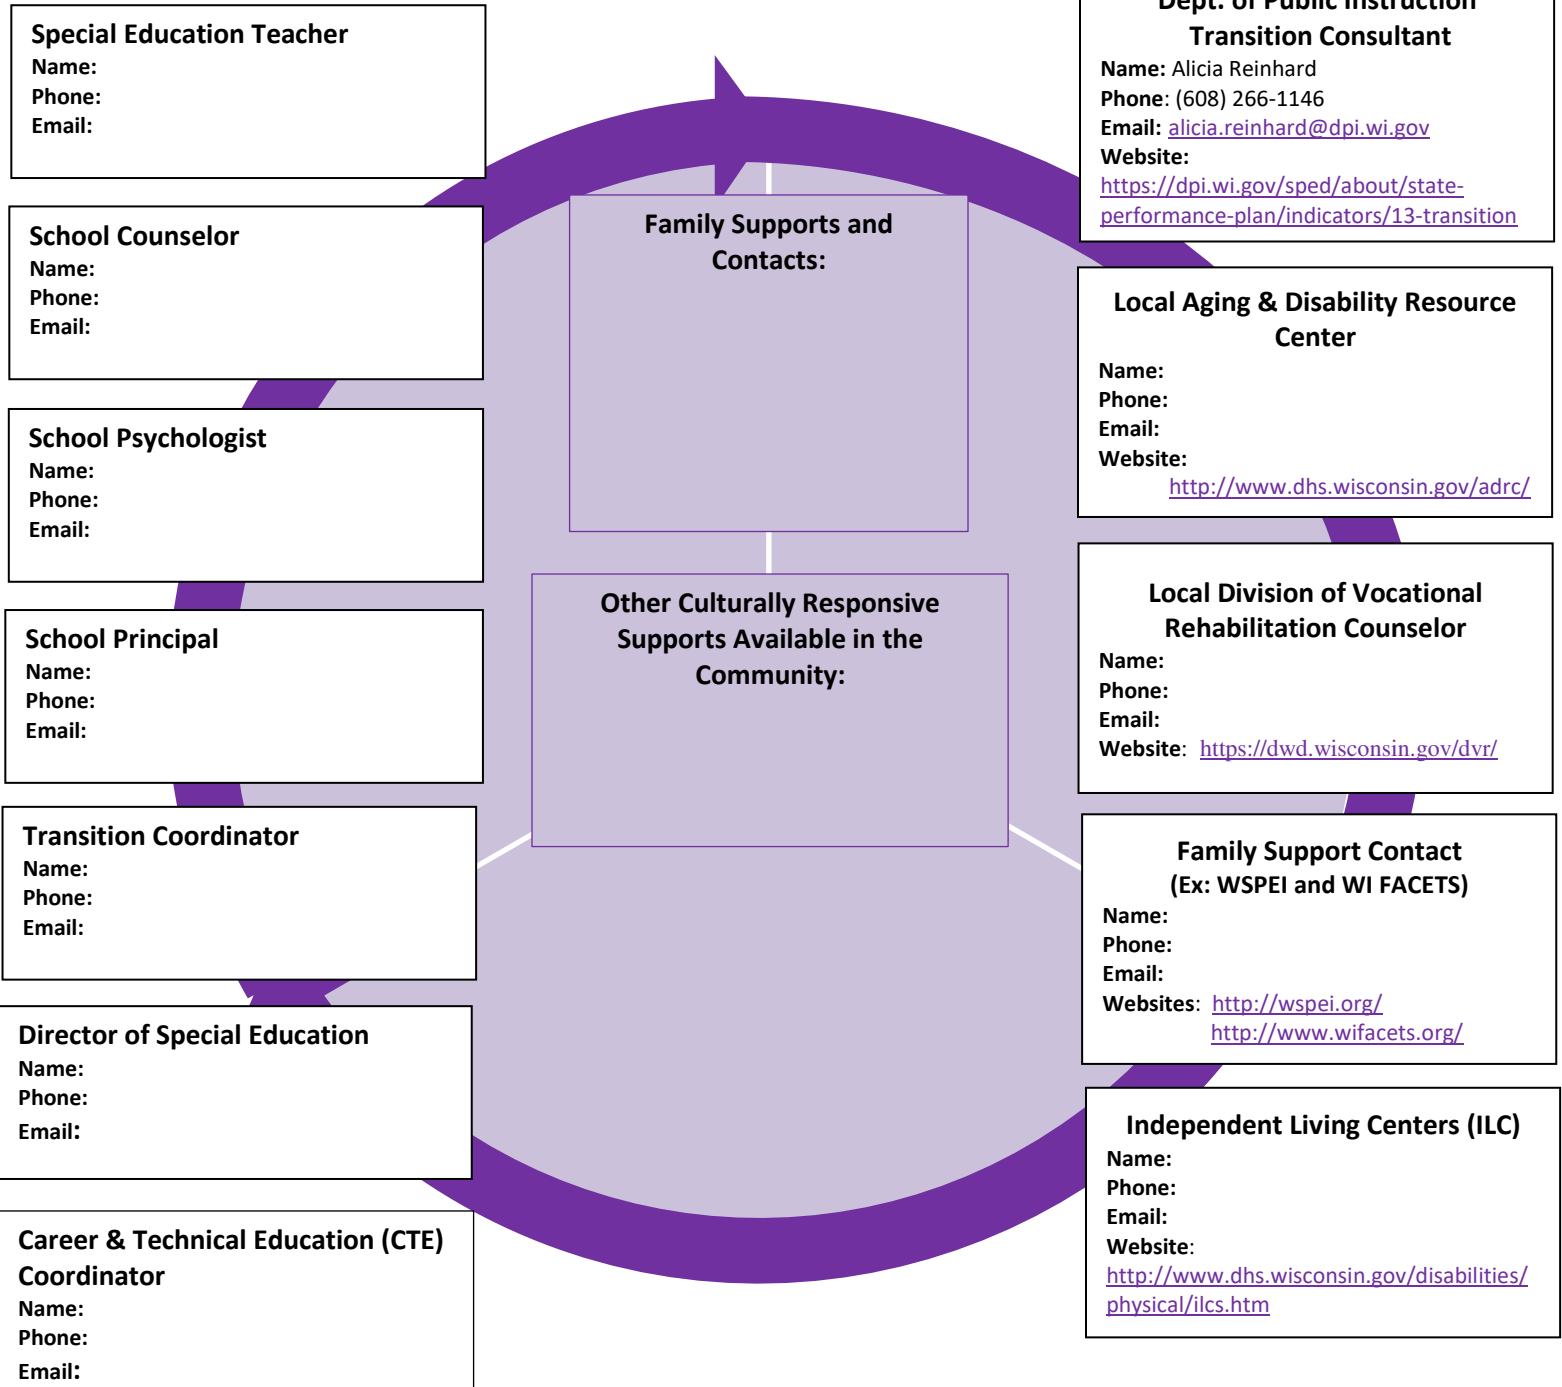 Special Education Teacher
Name:
Phone:
Email:
School Counselor
Name:
Phone:
Email:
School Psychologist
Name:
Phone:
Email:
School Principal
Name:
Phone:
Email:
Transition Coordinator
Name:
Phone:
Email:
Director of Special Education
Name:
Phone:
Email:
Career & Technical Education (CTE)
Coordinator
Name:
Phone:
Email:
Family Supports and
Contacts:
Other Culturally Responsive
Supports Available in the
Community:
Dept. of Public Instruction
Transition Consultant
Name: Alicia Reinhard
Phone: (608) 266-1146
Email: alicia.reinhard@dpi.wi.gov
Website:
https://dpi.wi.gov/sped/about/state-
performance-plan/indicators/13-transition
Local Aging & Disability Resource
Center
Name:
Phone:
Email:
Website:
http://www.dhs.wisconsin.gov/adrc/
Local Division of Vocational
Rehabilitation Counselor
Name:
Phone:
Email:
Website: https://dwd.wisconsin.gov/dvr/
Family Support Contact
(Ex: WSPEI and WI FACETS)
Name:
Phone:
Email:
Websites: http://wspei.org/
http://www.wifacets.org/
Independent Living Centers (ILC)
Name:
Phone:
Email:
Website:
http://www.dhs.wisconsin.gov/disabilities/
physical/ilcs.htm